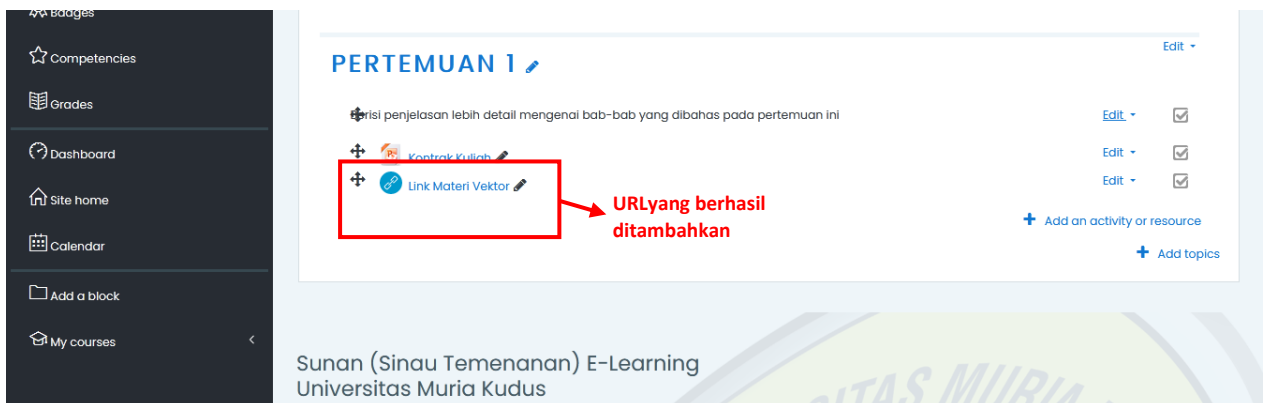 Badges
Competencies
Grades
Dashboard
Site home
Calendar
Add a block
My courses
Edit
PERTEMUAN 1
Berisi penjelasan lebih detail mengenai bab-bab yang dibahas pada pertemuan ini
Edit
Kontrak Kuliah
Edit
Link Materi Vektor
Edit
URLyang berhasil
ditambahkan
Add an activity or resource
Add topics
Sunan (Sinau Temenanan) E-Learning
Universitas Muria Kudus
ITAS MURIA